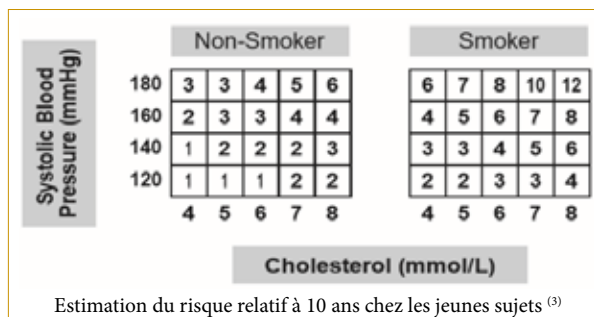 Non-Smoker Smoker
Systolic Blood
Pressure (mmHg)
180 3 3 4 5 6 6 7 8 10 12
160 2 3 3 4 4 4 5 6 7 8
140 1 2 2 2 3 3 3 4 5 6
120 1 1 1 2 2 2 2 3 3 4
4 5 6 7 8 4 5 6 7 8
Cholesterol (mmol/L)
Estimation du risque relatif à 10 ans chez les jeunes sujets (3)